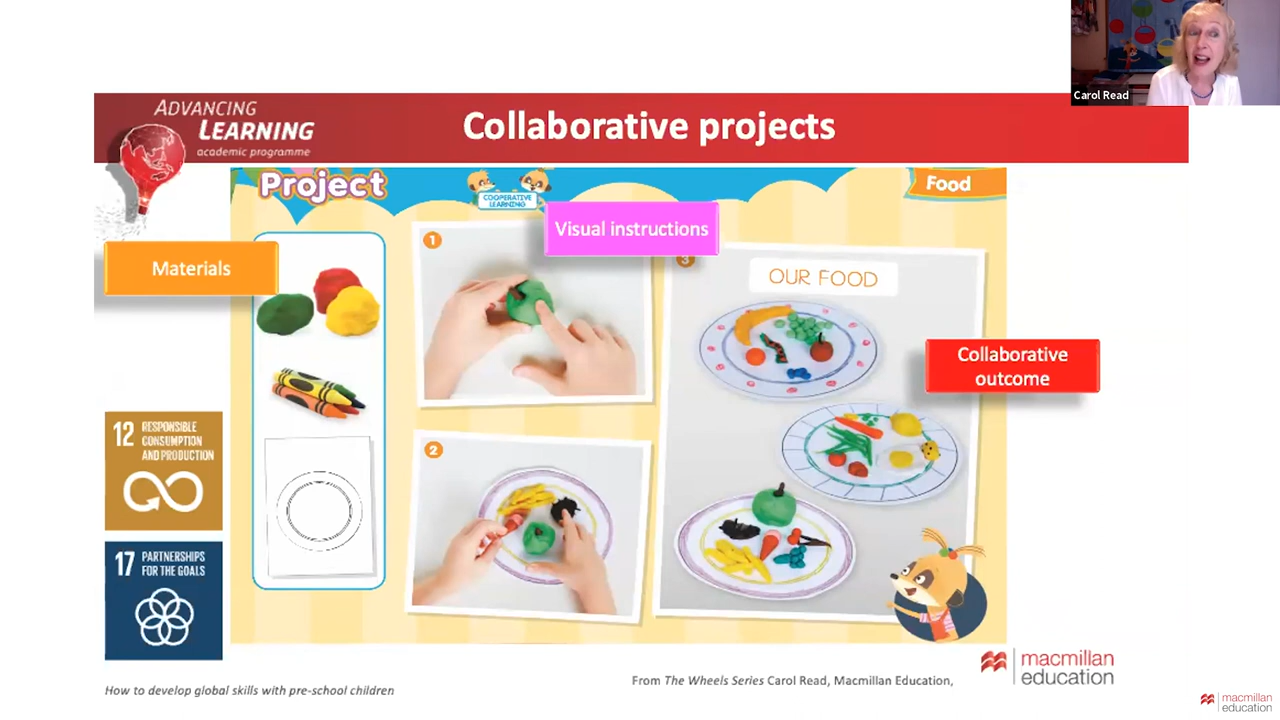 Carol Read
ADVANCING
LEARNING
academic programme
Collaborative projects
Project
COOPERATIVE
LEARNING
Food
Visual instructions
Materials
1
3
OUR FOOD
Collaborative
outcome
12 RESPONSIBLE
CONSUMPTION
AND PRODUCTION
2
17 PARTNERSHIPS
FOR THE GOALS
macmillan
education
From The Wheels Series Carol Read, Macmillan Education,
How to develop global skills with pre-school children
macmillan
education